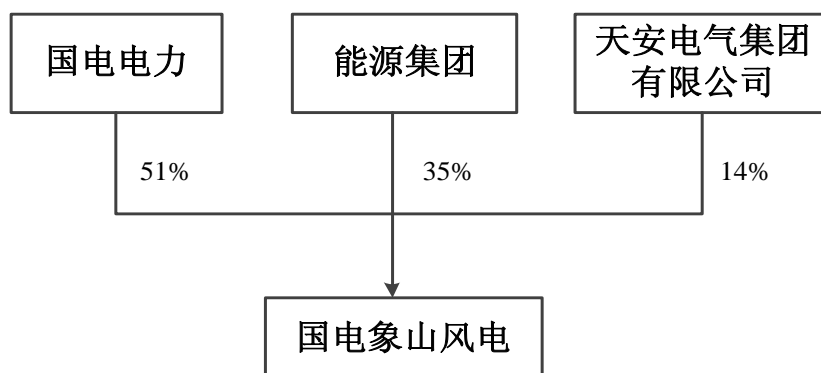 国电电力
能源集团
天安电气集团
有限公司
51%
35%
14%
国电象山风电